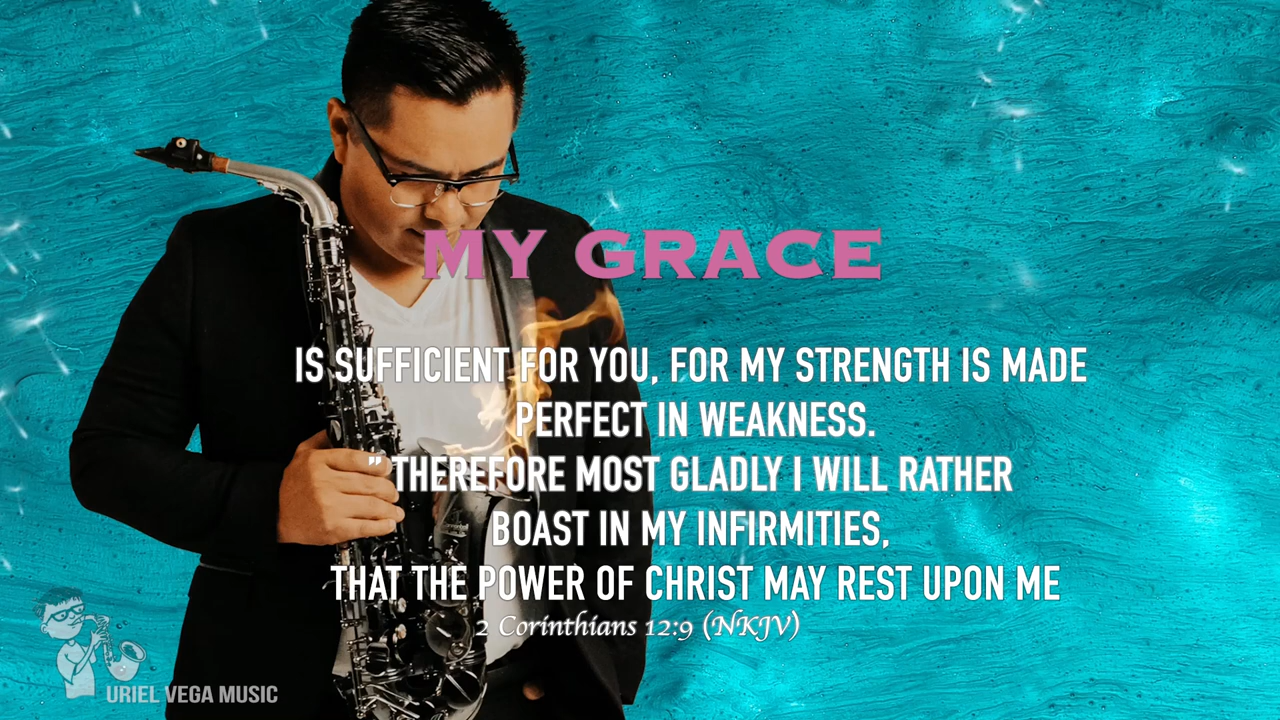 MY GRACE
IS SUFFICIENT FOR YOU, FOR MY STRENGTH IS MADE
PERFECT IN WEAKNESS.
” THEREFORE MOST GLADLY I WILL RATHER
BOAST IN MY INFIRMITIES,
THAT THE POWER OF CHRIST MAY REST UPON ME
2 Corinthians 12:9 (NKJV)
URIEL VEGA MUSIC